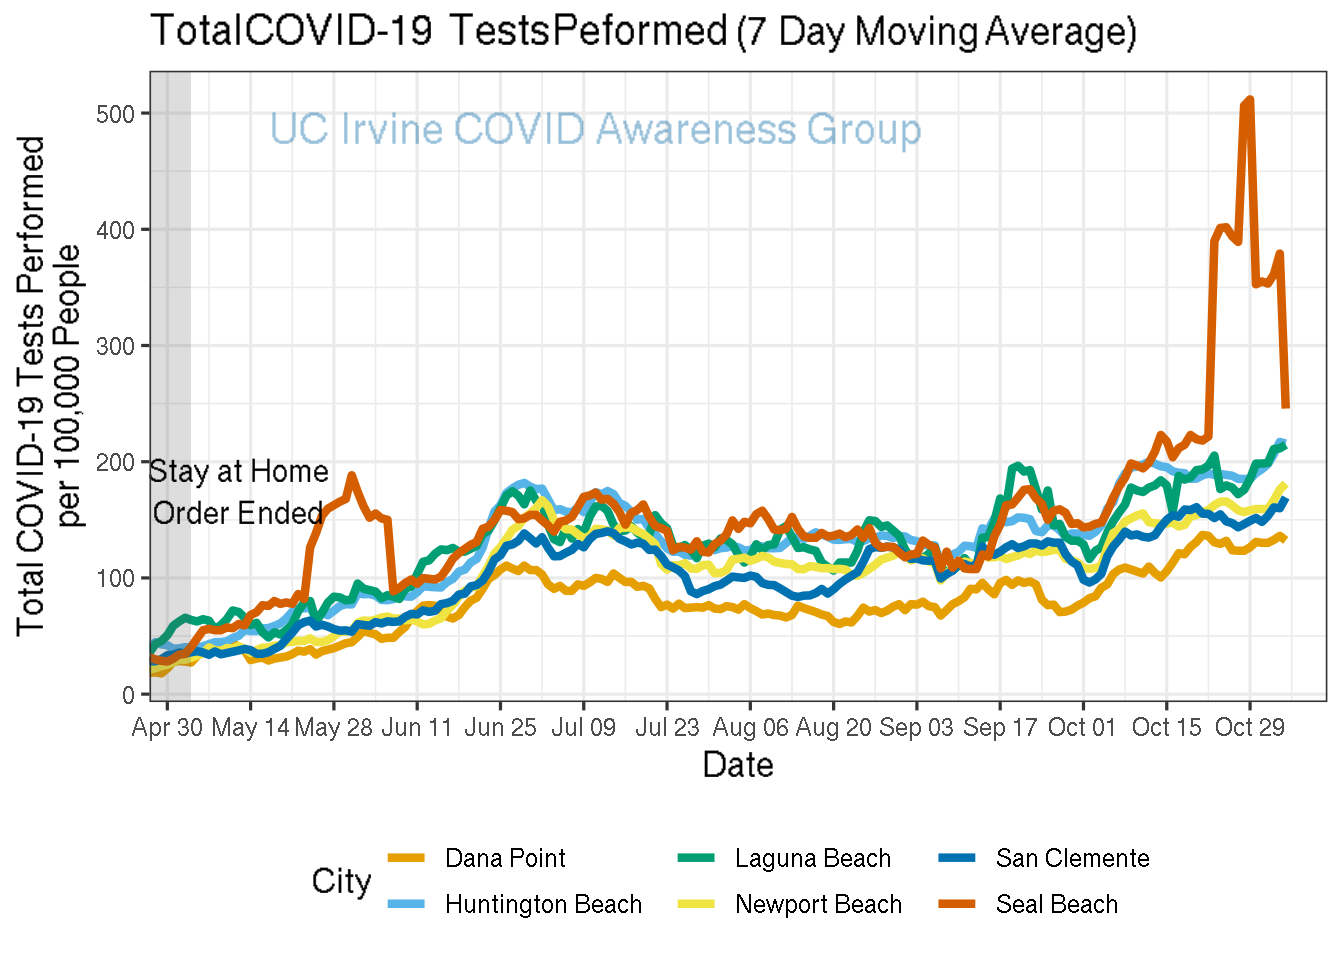 TotalCOVID-19 TestsPeformed (7 Day Moving Average)
UC Irvine COVID Awareness Group
Total COVID-19 Tests Performed
per 100,000 People
500
400
300
200
100
0
Stay at Home
Order Ended
Apr 30 May 14 May 28 Jun 11 Jun 25 Jul 09 Jul 23 Aug 06 Aug 20 Sep 03 Sep 17 Oct 01 Oct 15 Oct 29
Date
City
Dana Point Laguna Beach San Clemente
Huntington Beach Newport Beach Seal Beach